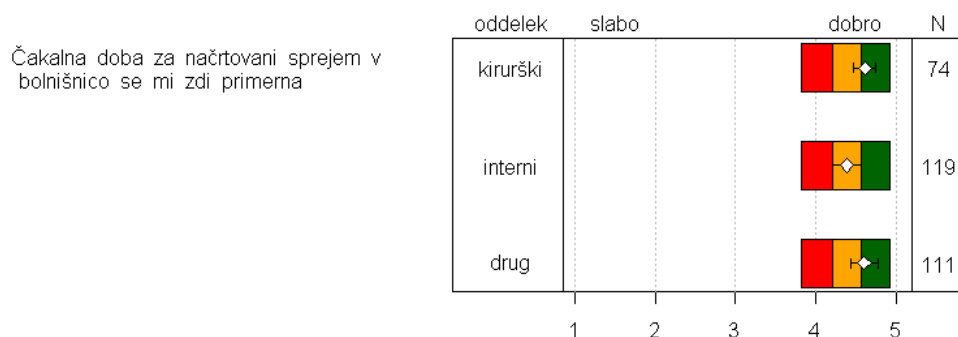 oddelek slabo dobro N
Čakalna doba za načrtovani sprejem v
bolnišnico se mi zdi primerna
kirurški 74
interni 119
drug 111
1 2 3 4 5